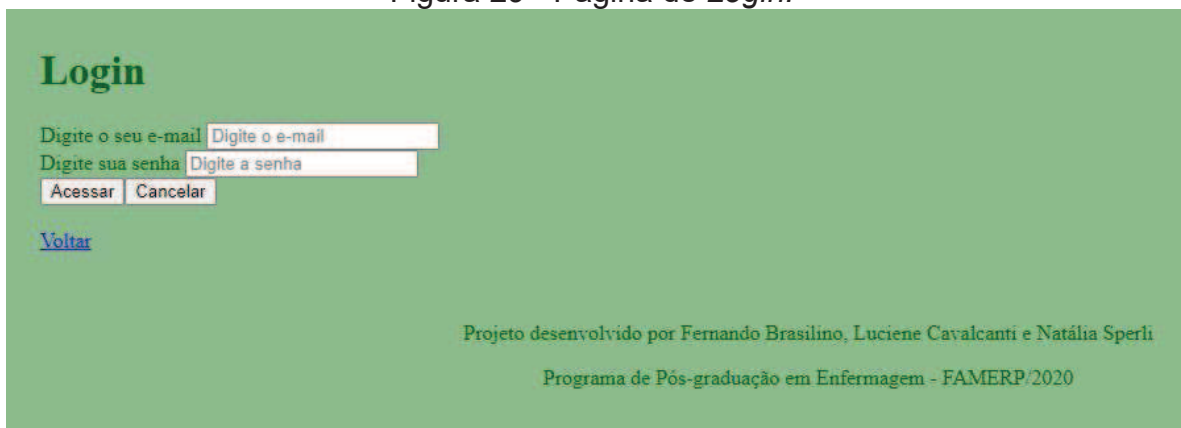 Login
Digite o seu e-mail Digite o e-mail
Digite sua senha Digite a senha
Acessar Cancelar
Voltar
Projeto desenvolvido por Fernando Brasilino, Luciene Cavalcanti e Natália Sperli
Programa de Pós-graduação em Enfermagem - FAMERP/2020